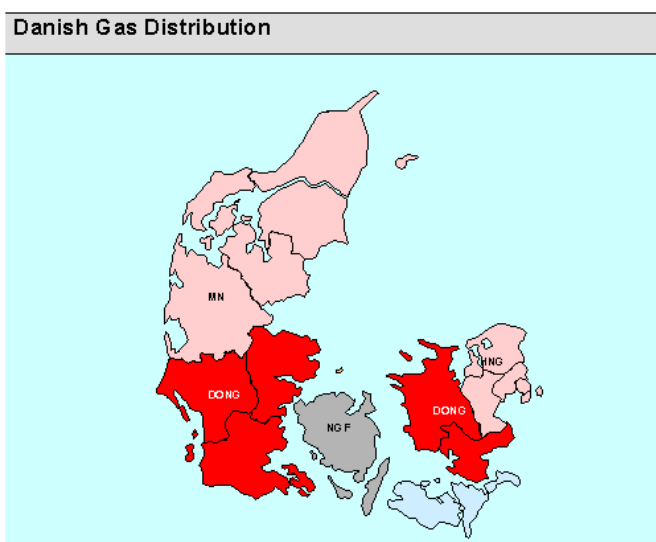 Danish Gas Distribution
MN
HNG
DONG
DONG
NGF